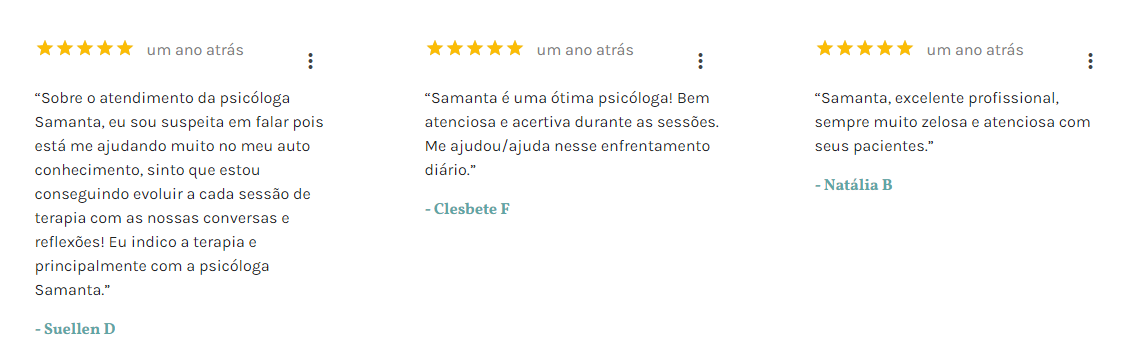 um ano atrás
“Sobre o atendimento da psicóloga
Samanta, eu sou suspeita em falar pois
está me ajudando muito no meu auto
conhecimento, sinto que estou
conseguindo evoluir a cada sessão de
terapia com as nossas conversas e
reflexões! Eu indico a terapia e
principalmente com a psicóloga
Samanta.”
- Suellen D
um ano atrás
“Samanta é uma ótima psicóloga! Bem
atenciosa e acertiva durante as sessões.
Me ajudou/ajuda nesse enfrentamento
diário.”
- Clesbete F
um ano atrás
“Samanta, excelente profissional,
sempre muito zelosa e atenciosa com
seus pacientes.”
- Natália B